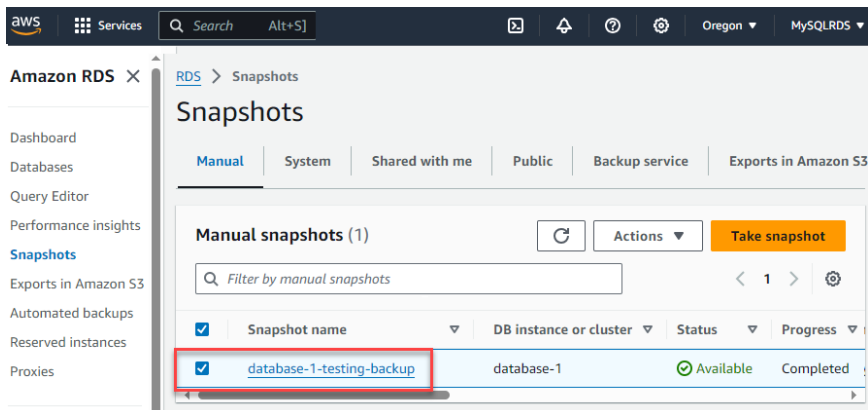 aws Services Search Alt+S] Oregon ▼ MySQLRDS ▼
Amazon RDS
Dashboard
Databases
Query Editor
Performance insights
Snapshots
Exports in Amazon S3
Automated backups
Reserved instances
Proxies
RDS > Snapshots
Snapshots
Manual System Shared with me Public Backup service Exports in Amazon S3
Manual snapshots (1) Actions ▼ Take snapshot
Filter by manual snapshots
< 1 >
Snapshot name DB instance or cluster Status Progress
database-1-testing-backup database-1 Available Completed